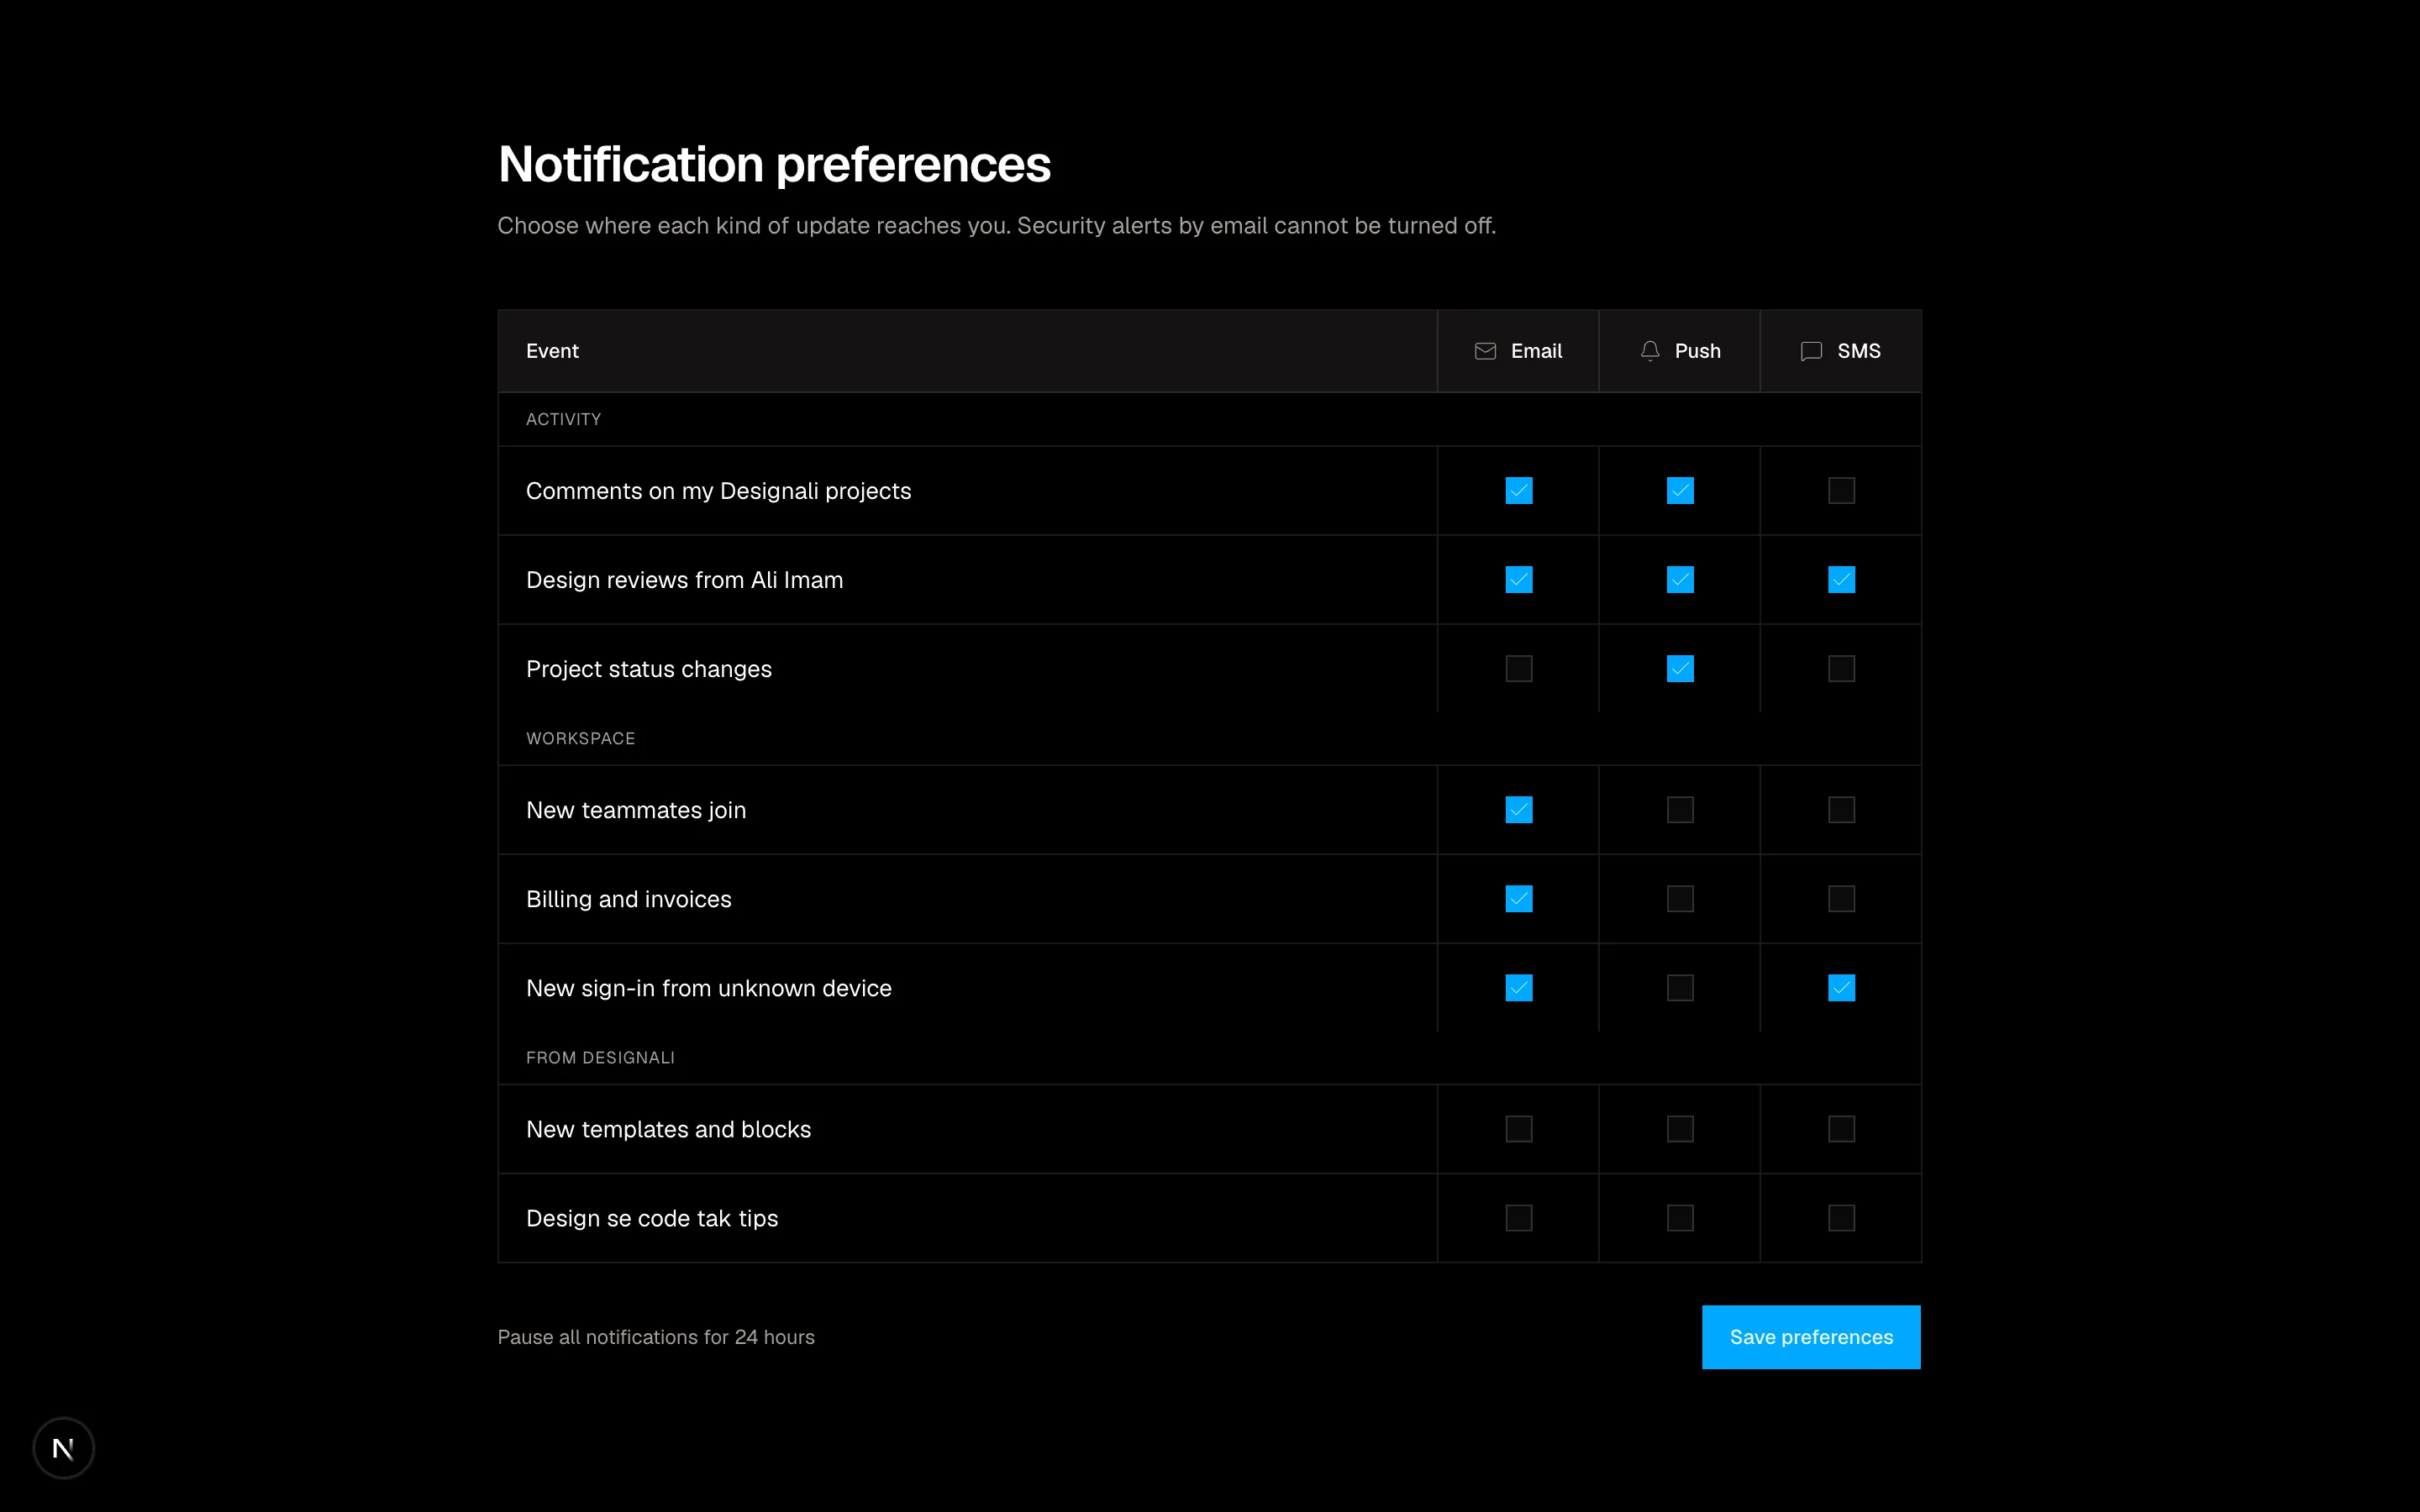 Notification preferences
Choose where each kind of update reaches you. Security alerts by email cannot be turned off.
Event Email Push SMS
ACTIVITY
Comments on my Designali projects
Design reviews from Ali Imam
Project status changes
WORKSPACE
New teammates join
Billing and invoices
New sign-in from unknown device
FROM DESIGNALI
New templates and blocks
Design se code tak tips
Pause all notifications for 24 hours Save preferences
N